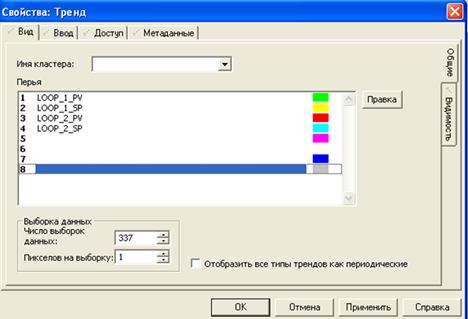 Свойства: Тренд
Вид Ввод Доступ Метаданные
Общие
Видимость
Имя кластера:
Перья
1 LOOP_1_PV
2 LOOP_1_SP
3 LOOP_2_PV
4 LOOP_2_SP
5
6
7
8
Правка
Выборка данных
Число выборок
данных: 337
Пикселов на выборку: 1
Отобразить все типы трендов как периодические
OK Отмена Применить Справка